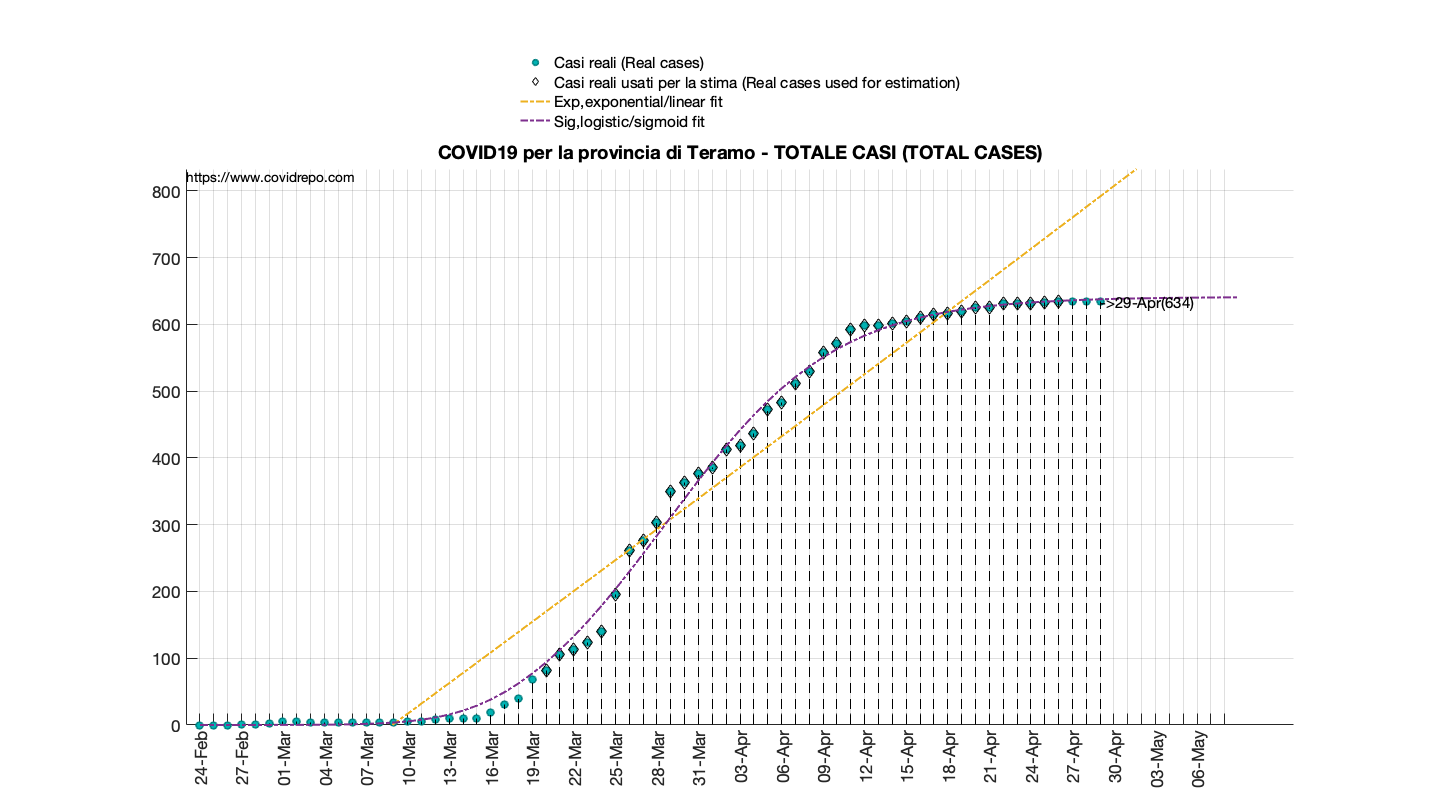 Casi reali (Real cases)
Casi reali usati per la stima (Real cases used for estimation)
Exp,exponential/linear fit
Sig,logistic/sigmoid fit
COVID19 per la provincia di Teramo - TOTALE CASI (TOTAL CASES)
https://www.covidrepo.com
800
700
600
500
400
300
200
100
0
>29-Apr(634)
24-Feb
27-Feb
01-Mar
04-Mar
07-Mar
10-Mar
13-Mar
16-Mar
19-Mar
22-Mar
25-Mar
28-Mar
31-Mar
03-Apr
06-Apr
09-Apr
12-Apr
15-Apr
18-Apr
21-Apr
24-Apr
27-Apr
30-Apr
03-May
06-May